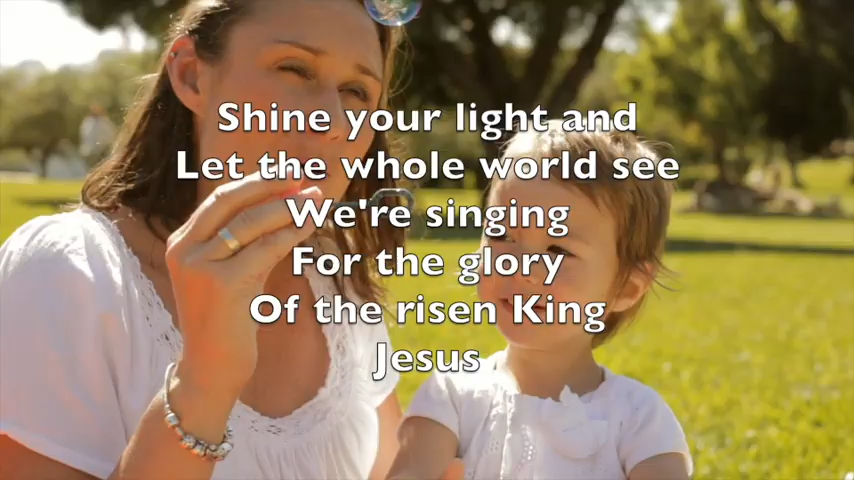 Shine your light and
Let the whole world see
We're singing
For the glory
Of the risen King
Jesus